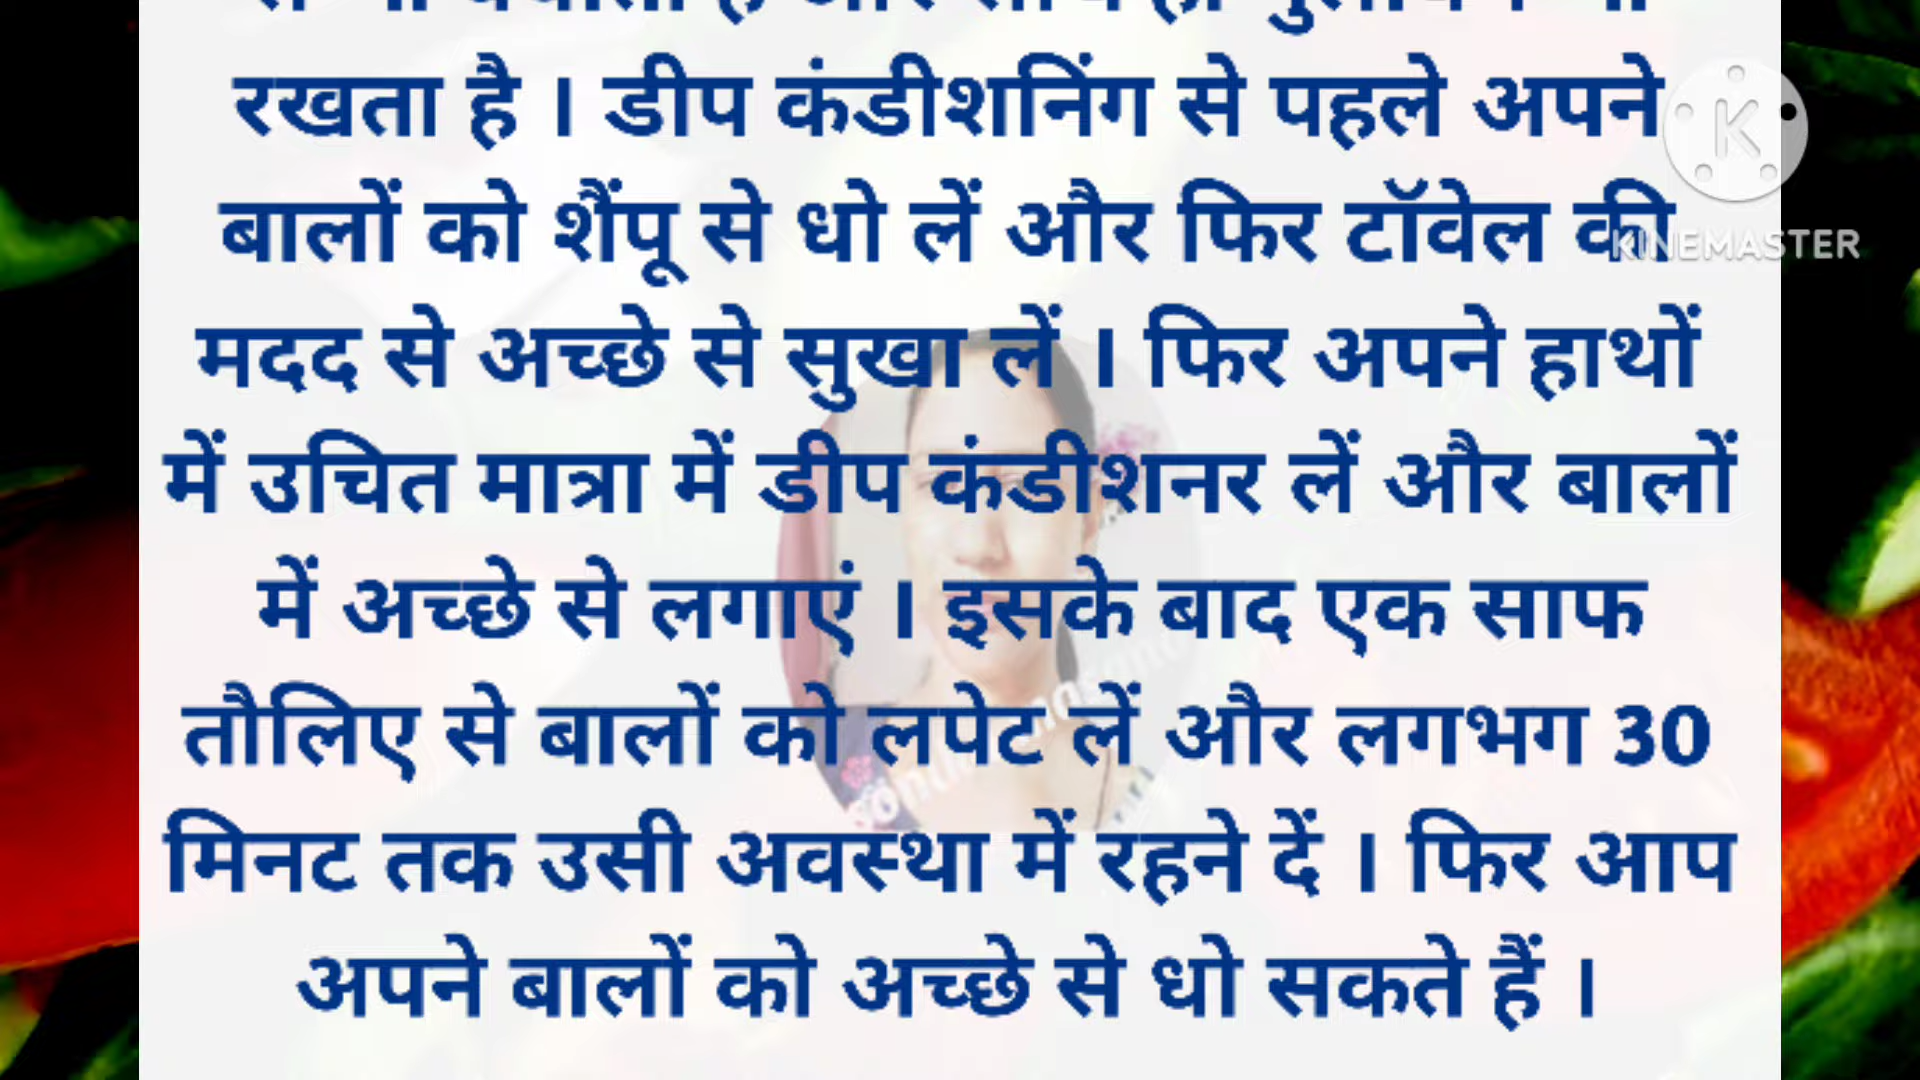 रखता है । डीप कंडीशनिंग से पहले अपने
बालों को शैंपू से धो लें और फिर टॉवेल की
मदद से अच्छे से सुखा लें । फिर अपने हाथों
में उचित मात्रा में डीप कंडीशनर लें और बालों
में अच्छे से लगाएं । इसके बाद एक साफ
तौलिए से बालों को लपेट लें और लगभग 30
मिनट तक उसी अवस्था में रहने दें । फिर आप
अपने बालों को अच्छे से धो सकते हैं ।
K
KINEMASTER